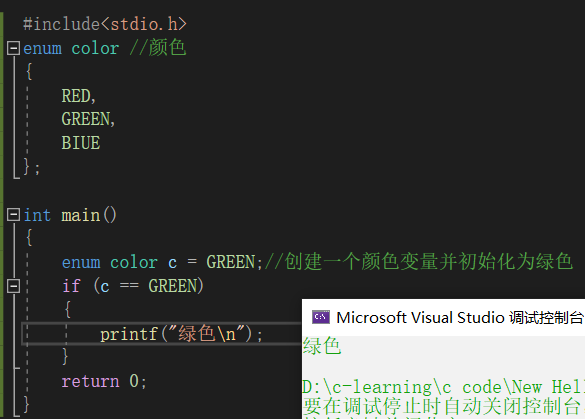 #include<stdio.h>
enum color //颜色
{
RED,
GREEN,
BIUE
};
int main()
{
enum color c = GREEN;//创建一个颜色变量并初始化为绿色
if (c == GREEN)
{
printf("绿色\n");
}
return 0;
}
Microsoft Visual Studio 调试控制台
绿色
D:\c-learning\c code\New Hell
要在调试停止时自动关闭控制台